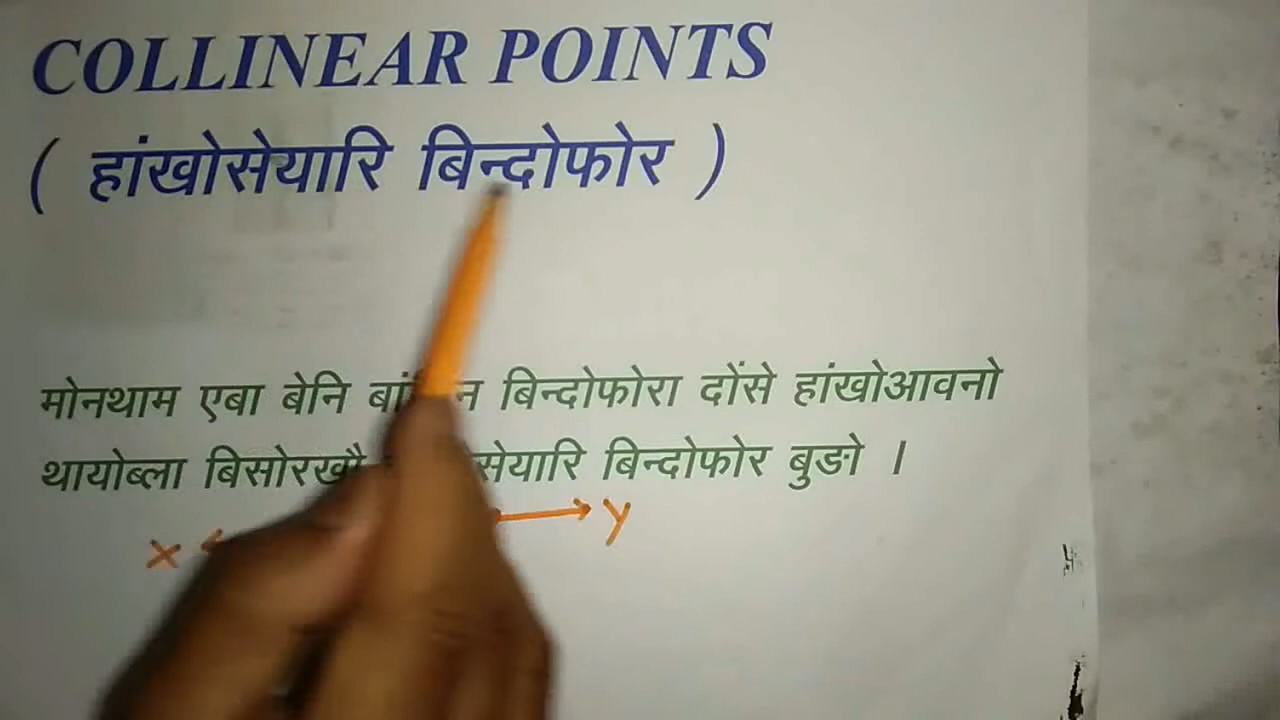 COLLINEAR POINTS
( हांखोसेयारि बिन्दोफोर )
मोनथाम एबा बेनि बिन्दोफोरा दोंसे हांखोआवनो
थायोब्ला बिसोरखौ बिन्दोफोर बुङो ।
x y